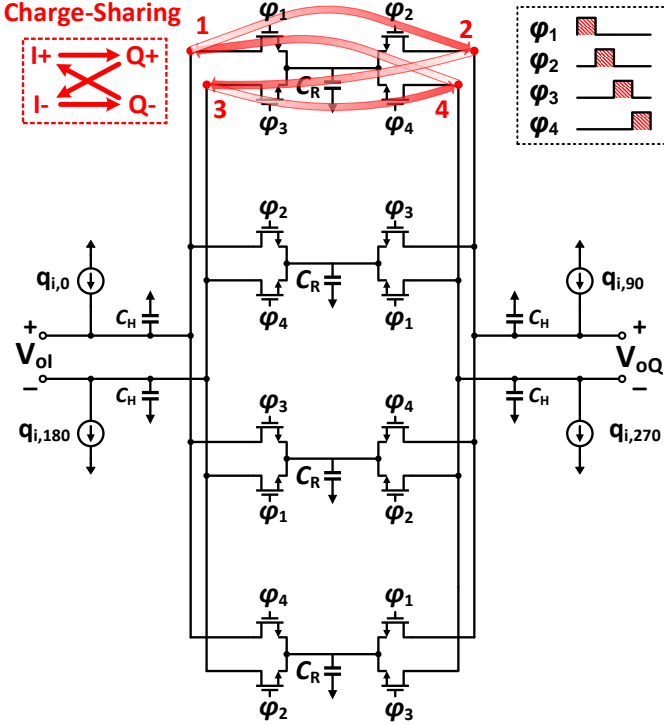 Charge-Sharing
I+ Q+
I- Q-
1 φ1 φ2 2
CR
3 φ3 φ4 4
φ1
φ2
φ3
φ4
φ2 φ3
CR
φ4 φ1
qi,0 CH CH qi,90
+ VoI −
+ VoQ −
qi,180 CH CH qi,270
φ3 φ4
CR
φ1 φ2
φ4 φ1
CR
φ2 φ3